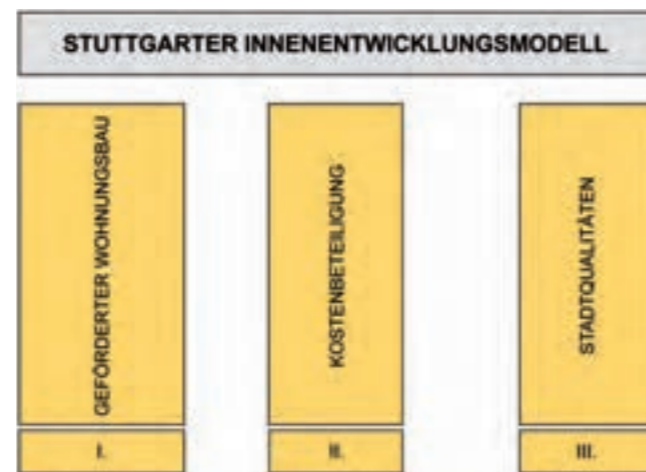 STUTTGARTER INNENENTWICKLUNGSMODELL
GEFÖRDERTER WOHNUNGSBAU
KOSTENBETEILIGUNG
STADTQUALITÄTEN
I.
II.
III.